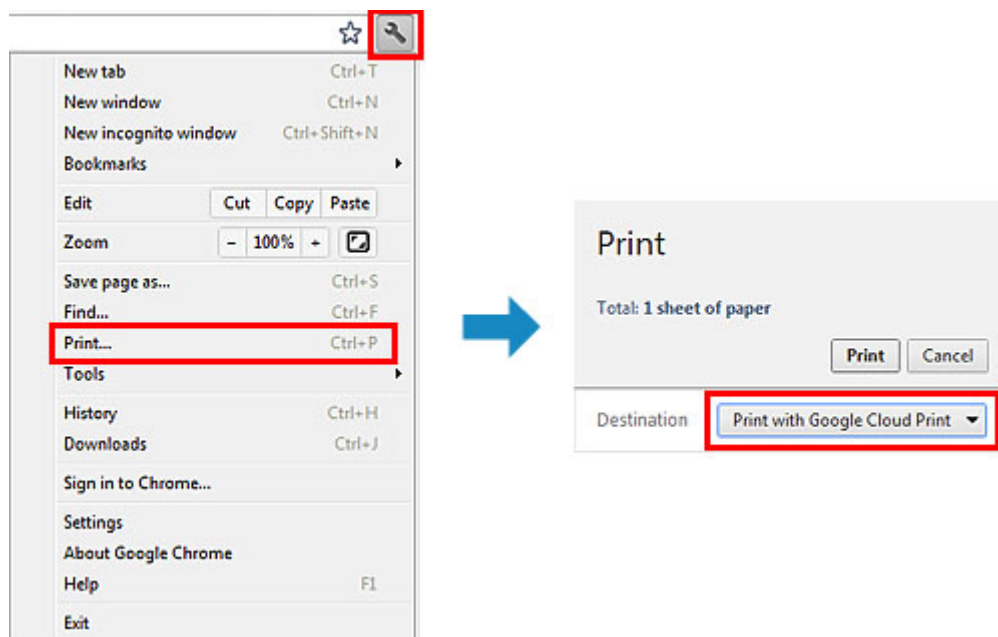 New tab Ctrl+T
New window Ctrl+N
New incognito window Ctrl+Shift+N
Bookmarks
Edit Cut Copy Paste
Zoom - 100% +
Save page as... Ctrl+S
Find... Ctrl+F
Print... Ctrl+P
Tools
History Ctrl+H
Downloads Ctrl+J
Sign in to Chrome...
Settings
About Google Chrome
Help F1
Exit
Print
Total: 1 sheet of paper
Print Cancel
Destination Print with Google Cloud Print